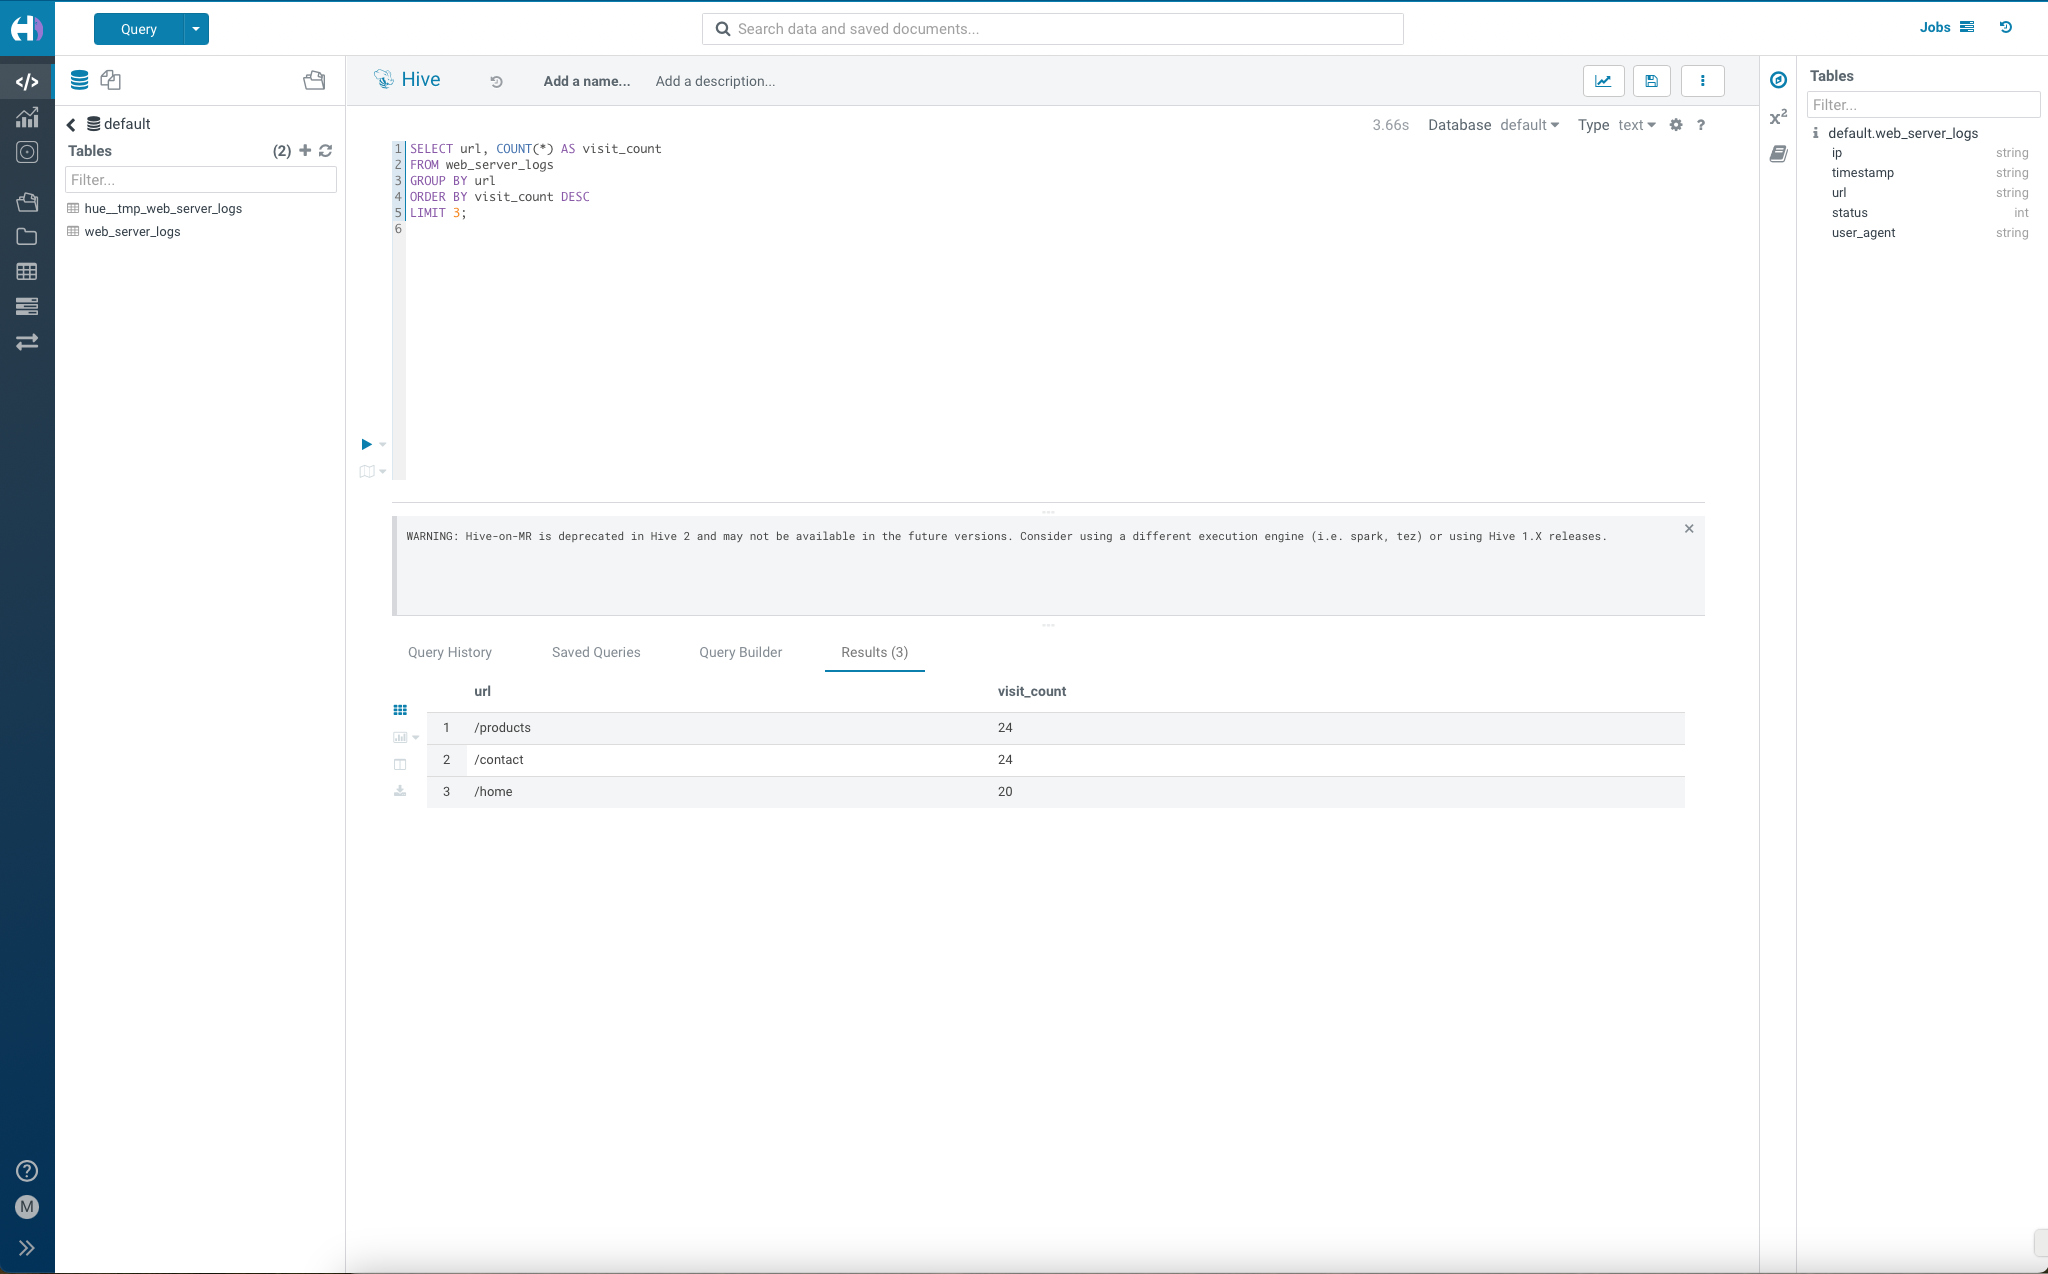 Query
Search data and saved documents...
Jobs
Hive
Add a name...
Add a description...
Tables
Filter...
default
3.66s
Database default
Type text
?
default.web_server_logs
ip string
timestamp string
url string
status int
user_agent string
x²
Tables (2)
Filter...
hue__tmp_web_server_logs
web_server_logs
1 SELECT url, COUNT(*) AS visit_count
2 FROM web_server_logs
3 GROUP BY url
4 ORDER BY visit_count DESC
5 LIMIT 3;
6
WARNING: Hive-on-MR is deprecated in Hive 2 and may not be available in the future versions. Consider using a different execution engine (i.e. spark, tez) or using Hive 1.X releases.
Query History
Saved Queries
Query Builder
Results (3)
url visit_count
1 /products 24
2 /contact 24
3 /home 20
?
M